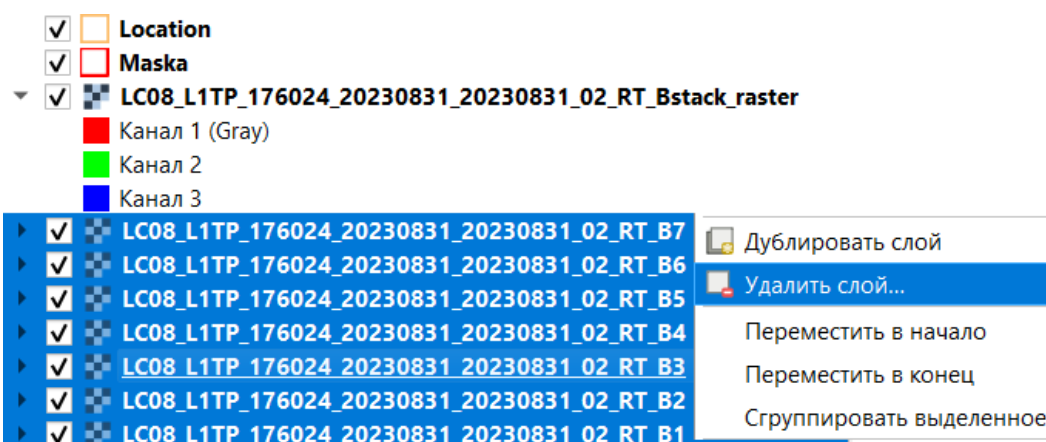 Location
Maska
LC08_L1TP_176024_20230831_20230831_02_RT_Bstack_raster
Канал 1 (Gray)
Канал 2
Канал 3
LC08_L1TP_176024_20230831_20230831_02_RT_B7
LC08_L1TP_176024_20230831_20230831_02_RT_B6
LC08_L1TP_176024_20230831_20230831_02_RT_B5
LC08_L1TP_176024_20230831_20230831_02_RT_B4
LC08_L1TP_176024_20230831_20230831_02_RT_B3
LC08_L1TP_176024_20230831_20230831_02_RT_B2
LC08_L1TP_176024_20230831_20230831_02_RT_B1
Дублировать слой
Удалить слой...
Переместить в начало
Переместить в конец
Сгруппировать выделенное